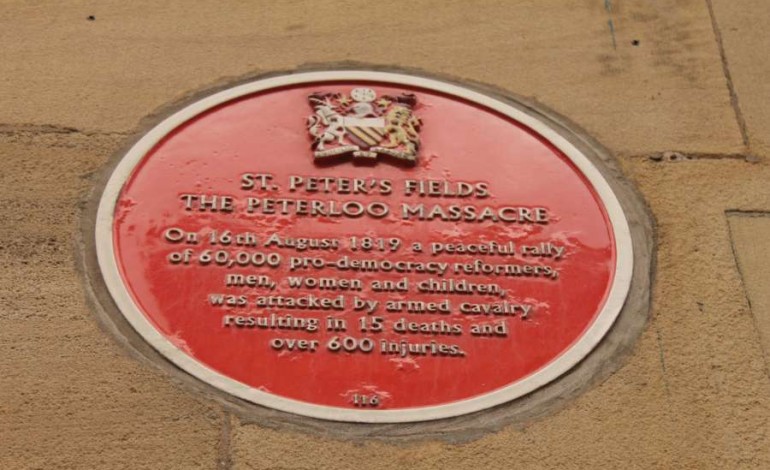 ST. PETER'S FIELDS
THE PETERLOO MASSACRE
On 16th August 1819 a peaceful rally
of 60,000 pro-democracy reformers,
men, women and children,
was attacked by armed cavalry
resulting in 15 deaths and
over 600 injuries.
416